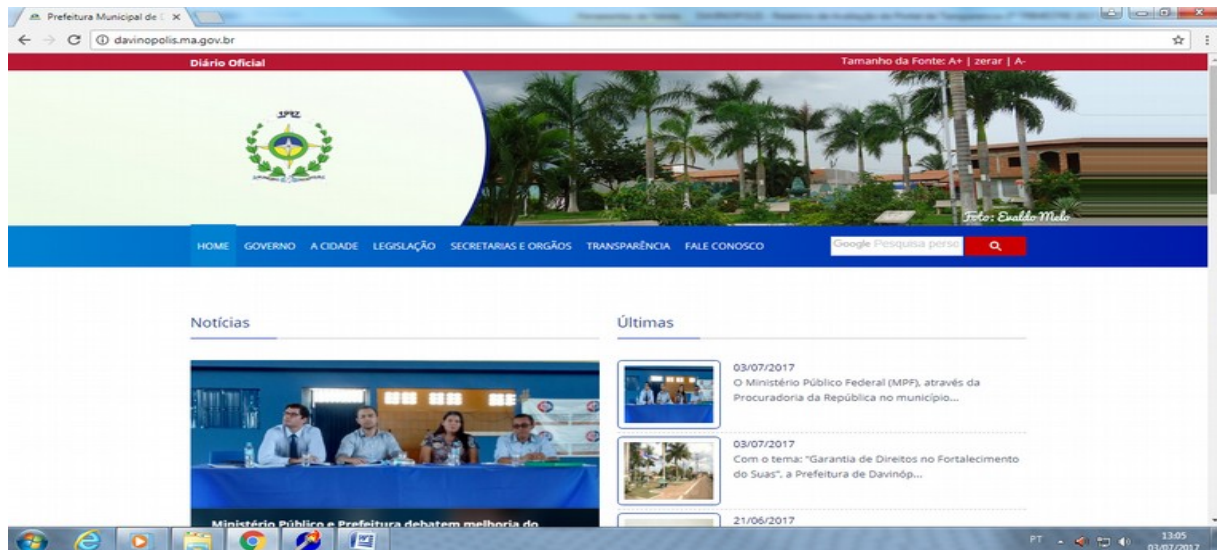 Prefeitura Municipal de
davinopolis.ma.gov.br
Diário Oficial
Tamanho da Fonte: A+ | zerar | A-
Foto: Evaldo Melo
HOME GOVERNO A CIDADE LEGISLAÇÃO SECRETARIAS E ORGÃOS TRANSPARÊNCIA FALE CONOSCO
Google Pesquisa perso
Notícias
Últimas
03/07/2017
O Ministério Público Federal (MPF), através da
Procuradoria da República no município...
03/07/2017
Com o tema: "Garantia de Direitos no Fortalecimento
do Suas", a Prefeitura de Davinóp...
21/06/2017
Ministério Público e Prefeitura debatem melhoria do
PT
13:05
03/07/2017